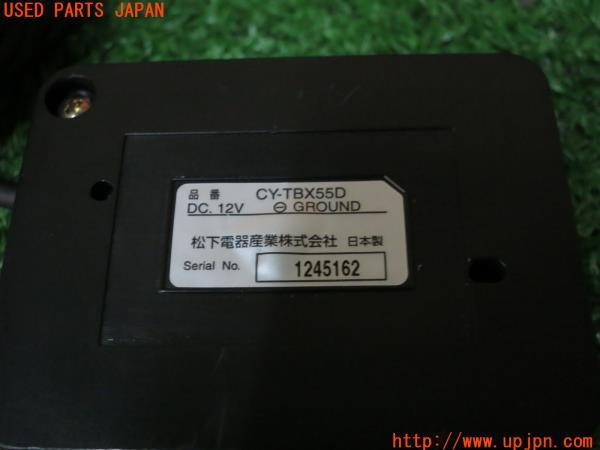 USED PARTS JAPAN
品番 CY-TBX55D
DC. 12V ⊖ GROUND
松下電器産業株式会社 日本製
Serial No. 1245162
http://www.upjpn.com/